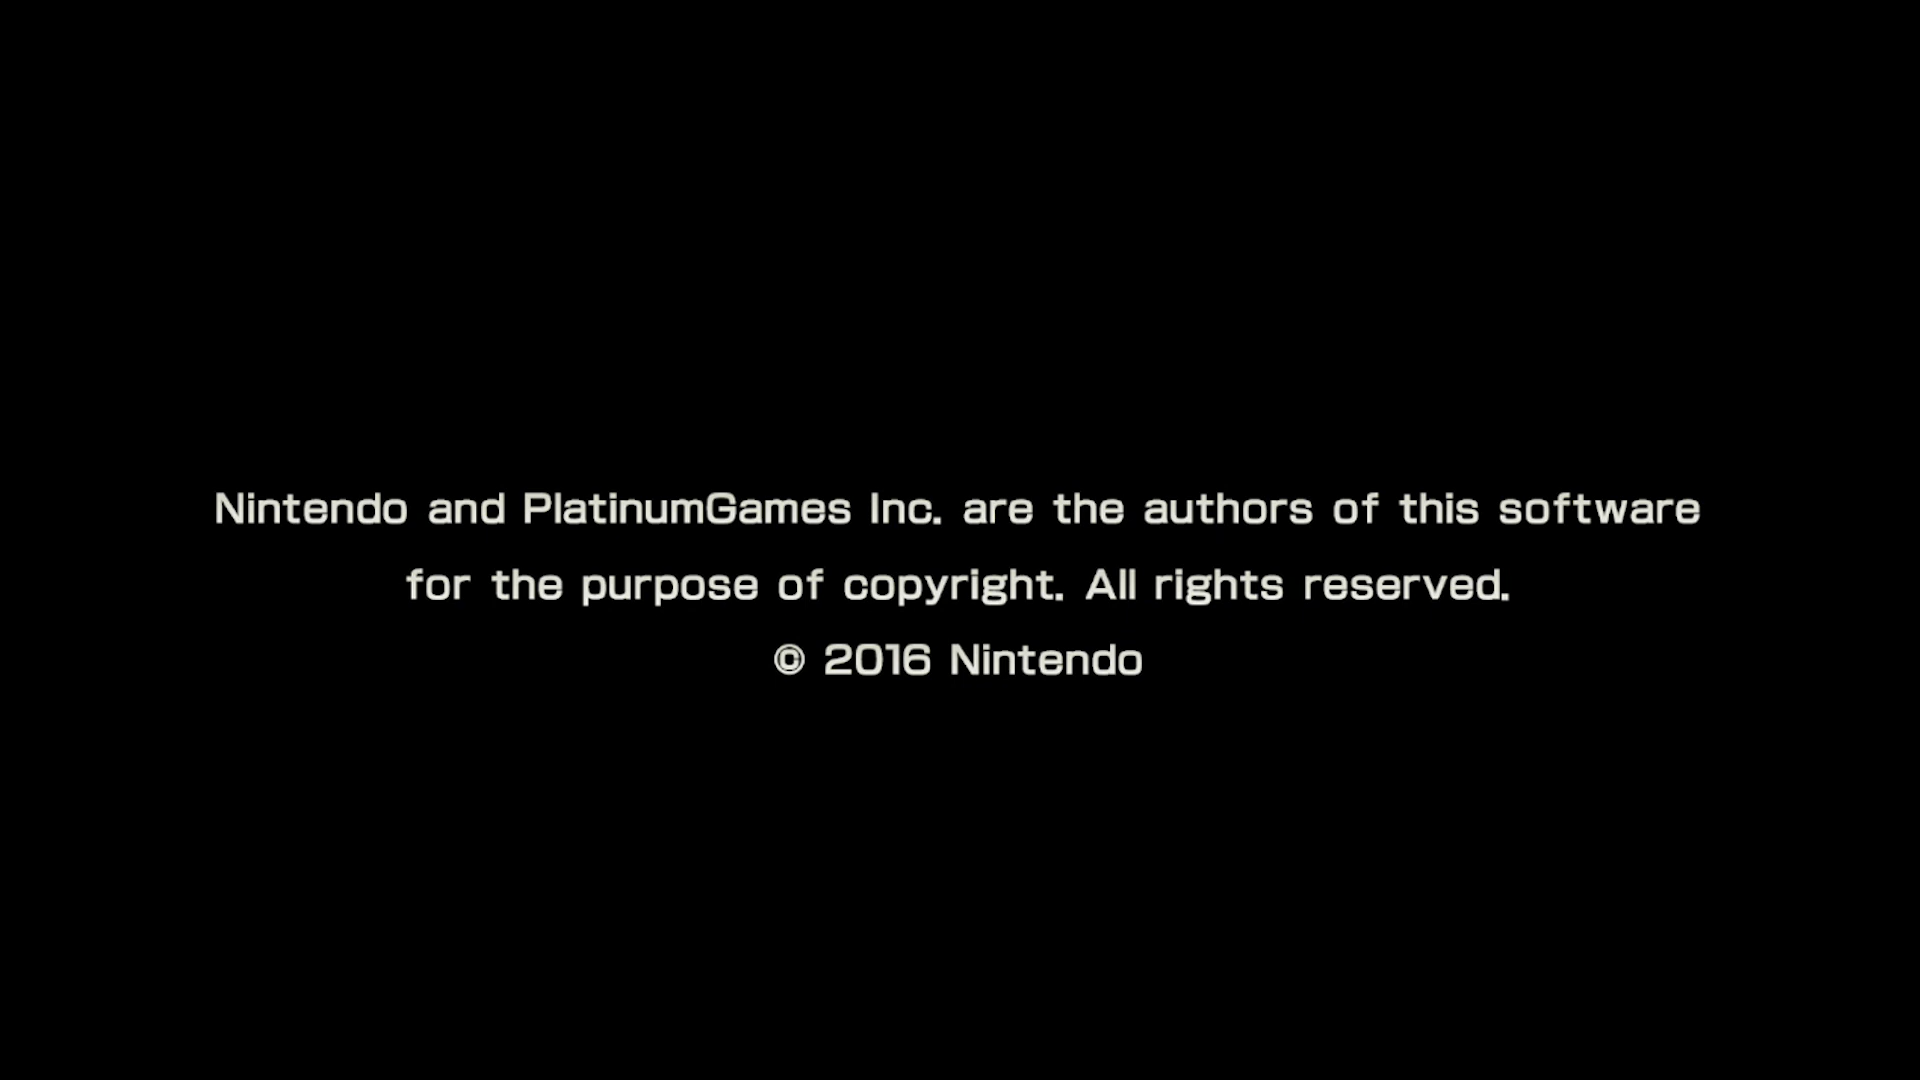 Nintendo and PlatinumGames Inc. are the authors of this software
for the purpose of copyright. All rights reserved.
© 2016 Nintendo